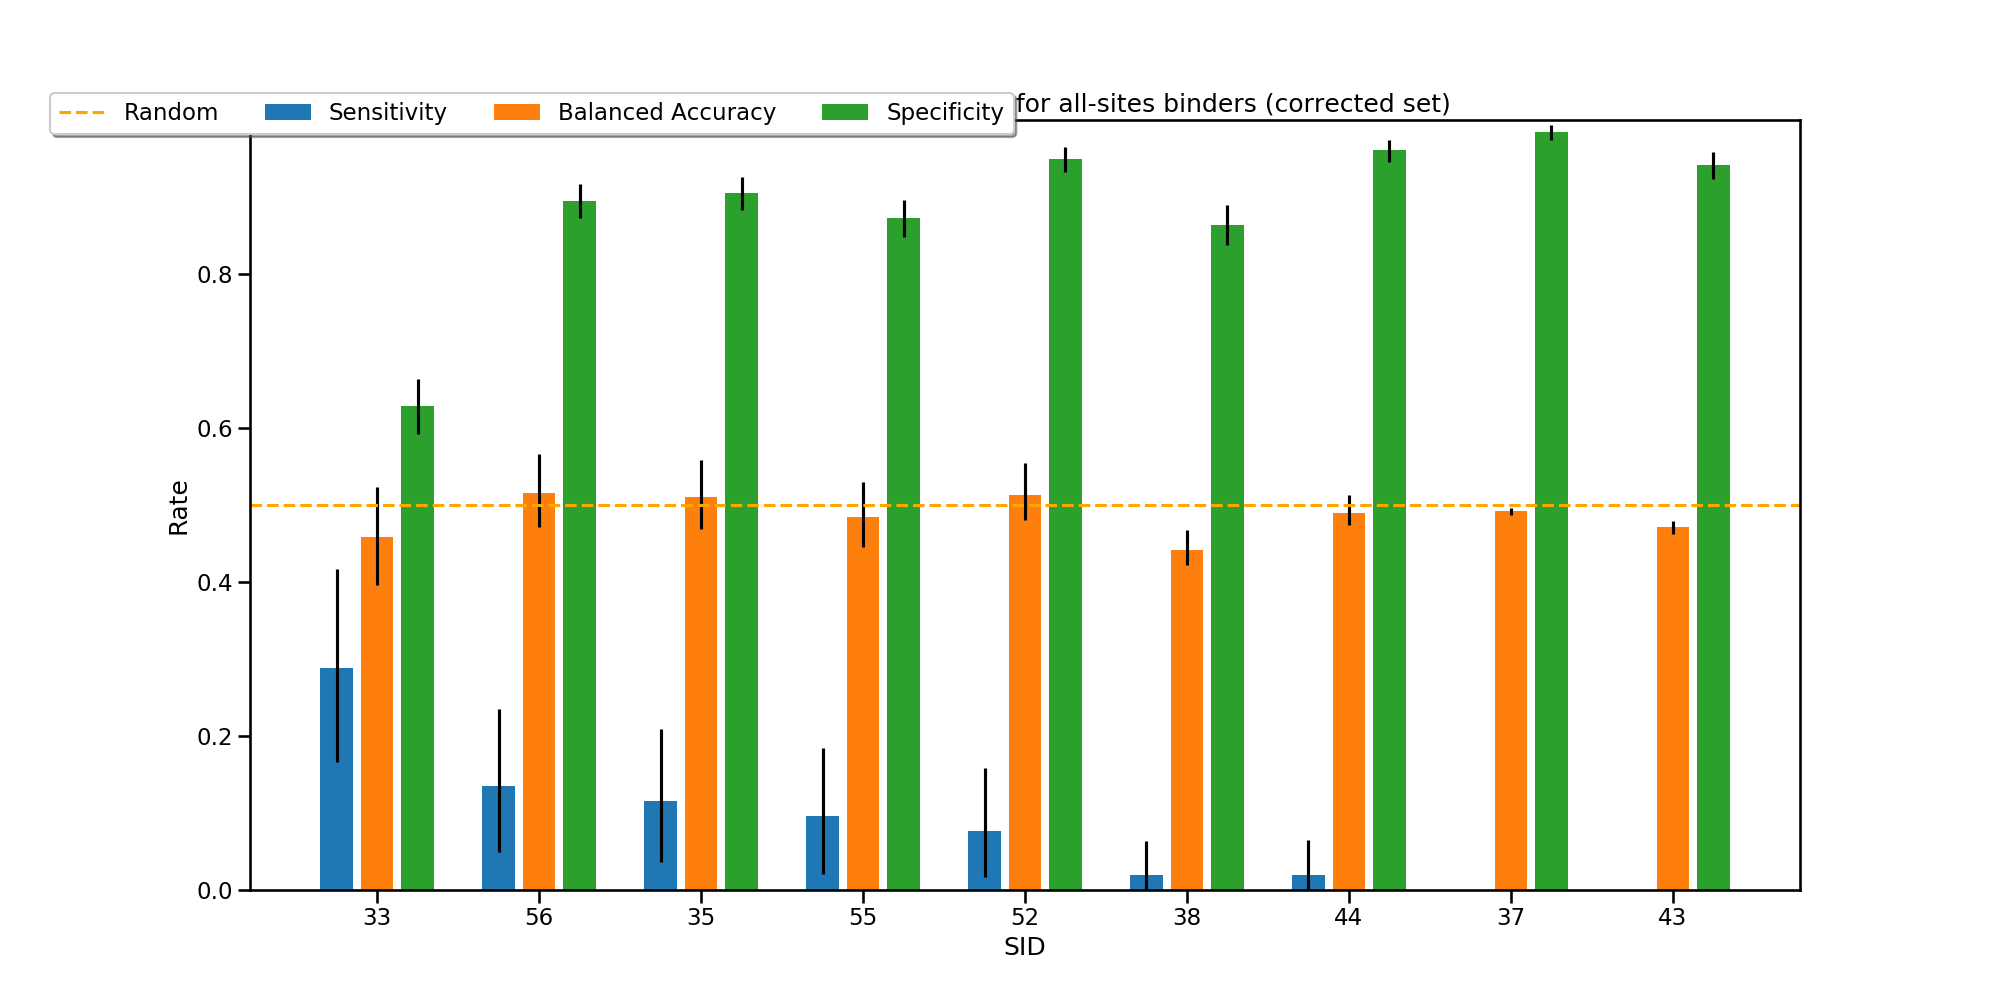 for all-sites binders (corrected set)
Random Sensitivity Balanced Accuracy Specificity
0.8
0.6
0.4
0.2
0.0
Rate
33 56 35 55 52 38 44 37 43
SID